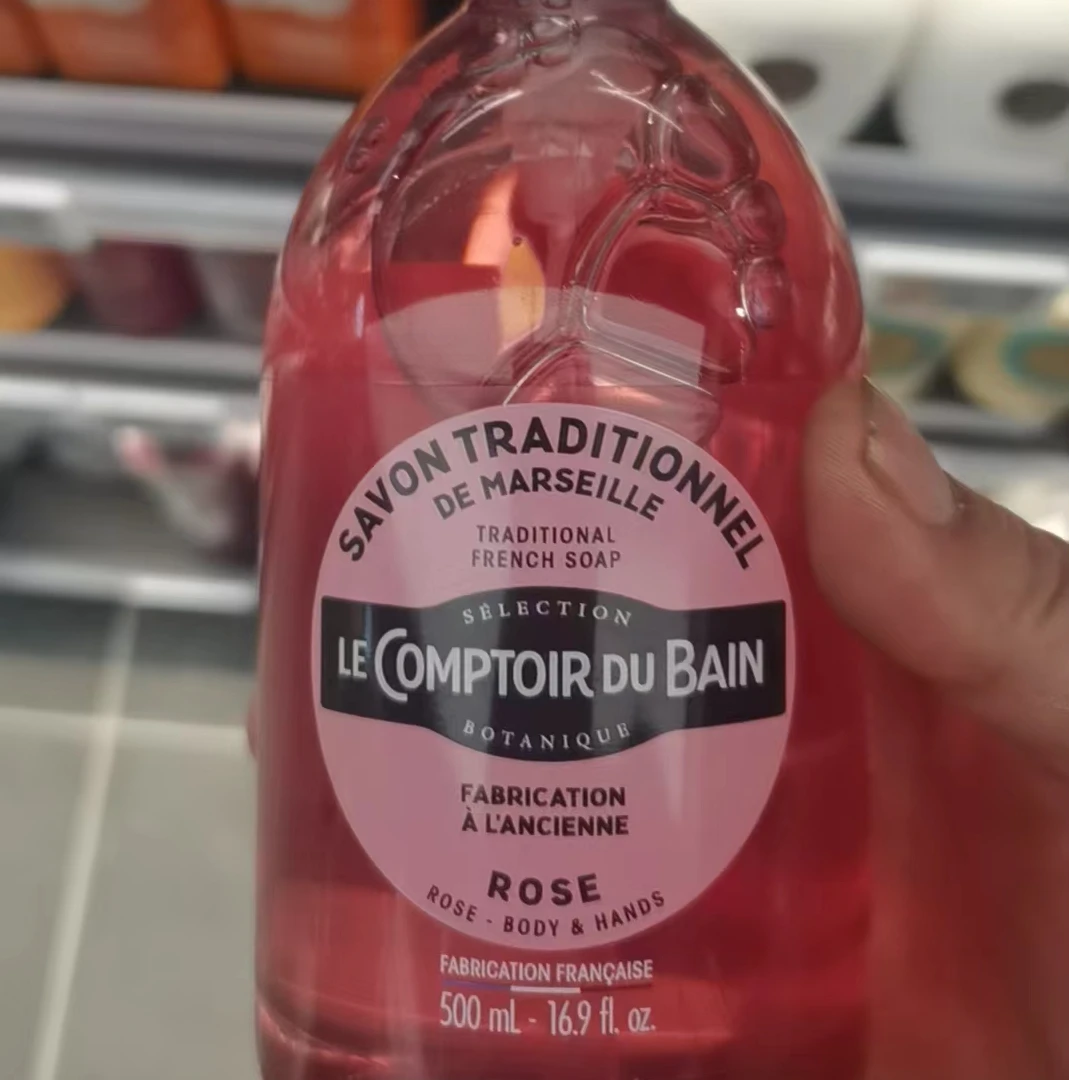 SAVON TRADITIONNEL
DE MARSEILLE
TRADITIONAL
FRENCH SOAP
SÉLECTION
LE COMPTOIR DU BAIN
BOTANIQUE
FABRICATION
À L'ANCIENNE
ROSE
ROSE - BODY & HANDS
FABRICATION FRANÇAISE
500 mL - 16.9 fl. oz.